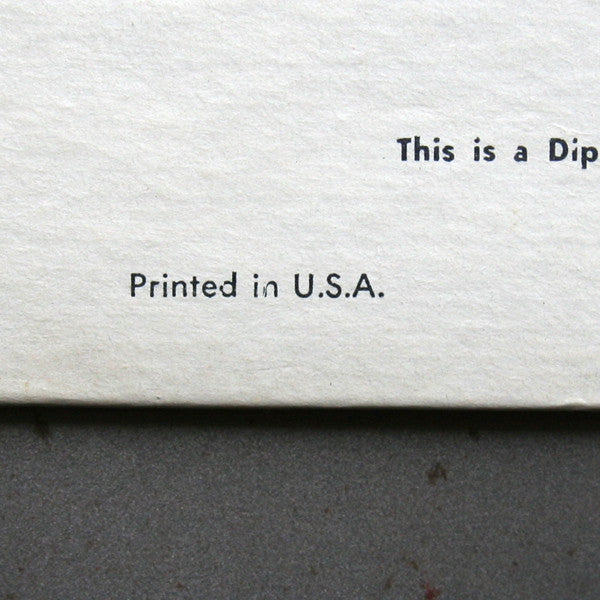 This is a Dip
Printed in U.S.A.